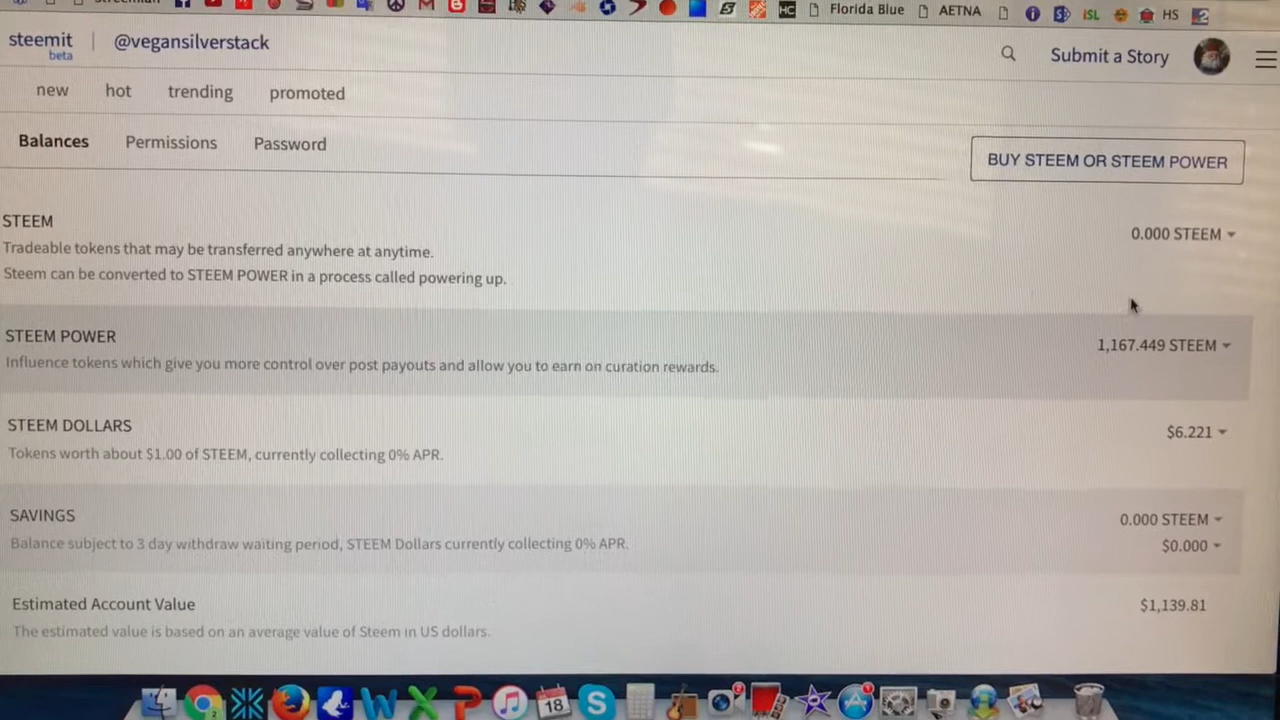 Florida Blue AETNA ISL HS
steemit
beta
@vegansilverstack
Submit a Story
new hot trending promoted
Balances Permissions Password
BUY STEEM OR STEEM POWER
STEEM
0.000 STEEM
Tradeable tokens that may be transferred anywhere at anytime.
Steem can be converted to STEEM POWER in a process called powering up.
STEEM POWER
1,167.449 STEEM
Influence tokens which give you more control over post payouts and allow you to earn on curation rewards.
STEEM DOLLARS
$6.221
Tokens worth about $1.00 of STEEM, currently collecting 0% APR.
SAVINGS
0.000 STEEM
Balance subject to 3 day withdraw waiting period, STEEM Dollars currently collecting 0% APR.
$0.000
Estimated Account Value
$1,139.81
The estimated value is based on an average value of Steem in US dollars.
18